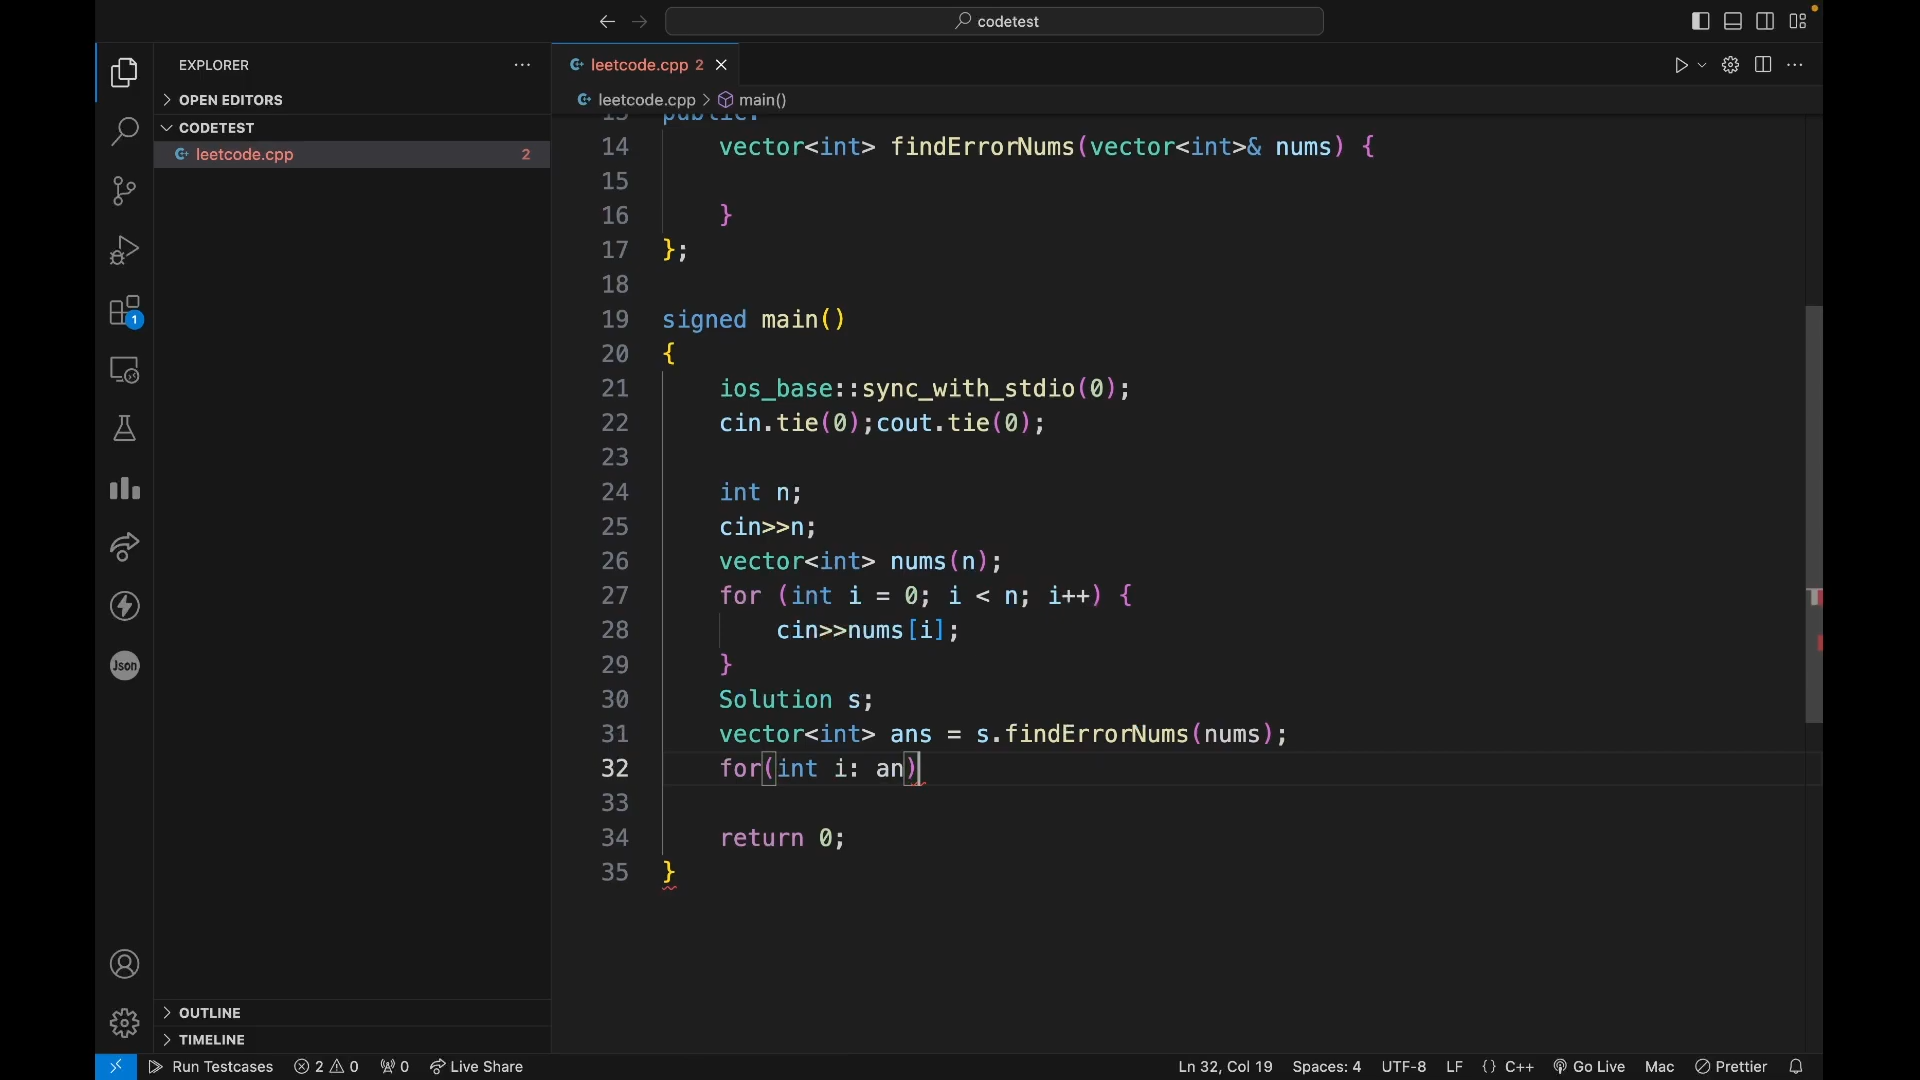 codetest
EXPLORER
OPEN EDITORS
CODETEST
leetcode.cpp 2
1
Json
OUTLINE
TIMELINE
leetcode.cpp 2
leetcode.cpp > main()
13 public:
14 vector<int> findErrorNums(vector<int>& nums) {
15
16 }
17 };
18
19 signed main()
20 {
21 ios_base::sync_with_stdio(0);
22 cin.tie(0);cout.tie(0);
23
24 int n;
25 cin>>n;
26 vector<int> nums(n);
27 for (int i = 0; i < n; i++) {
28 cin>>nums[i];
29 }
30 Solution s;
31 vector<int> ans = s.findErrorNums(nums);
32 for(int i: an)
33
34 return 0;
35 }
Run Testcases 2 0 0 Live Share Ln 32, Col 19 Spaces: 4 UTF-8 LF {} C++ Go Live Mac Prettier